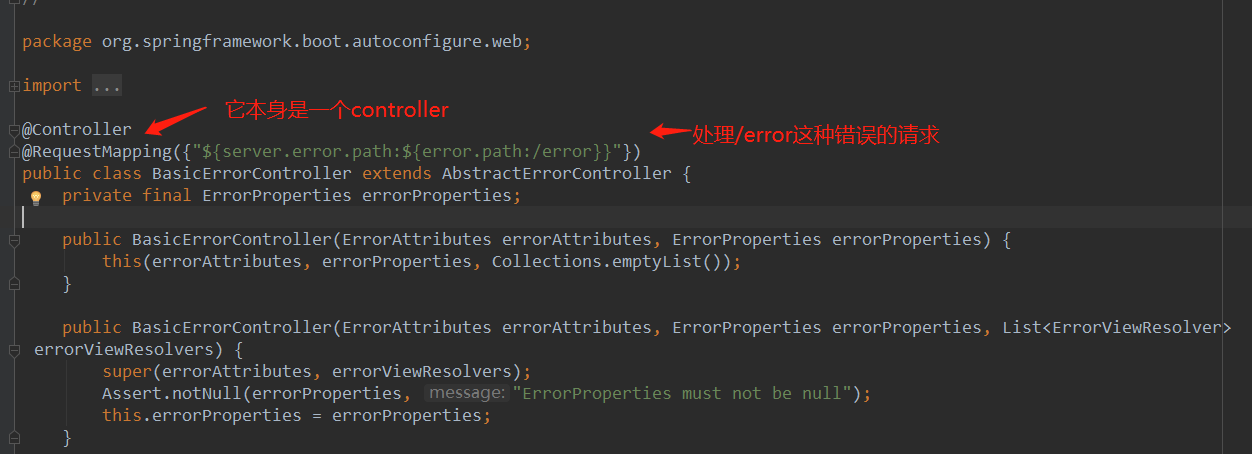 //
package org.springframework.boot.autoconfigure.web;
import ...
它本身是一个controller
@Controller
处理/error这种错误的请求
@RequestMapping({"${server.error.path:${error.path:/error}}"})
public class BasicErrorController extends AbstractErrorController {
private final ErrorProperties errorProperties;
public BasicErrorController(ErrorAttributes errorAttributes, ErrorProperties errorProperties) {
this(errorAttributes, errorProperties, Collections.emptyList());
}
public BasicErrorController(ErrorAttributes errorAttributes, ErrorProperties errorProperties, List<ErrorViewResolver>
errorViewResolvers) {
super(errorAttributes, errorViewResolvers);
Assert.notNull(errorProperties, message: "ErrorProperties must not be null");
this.errorProperties = errorProperties;
}